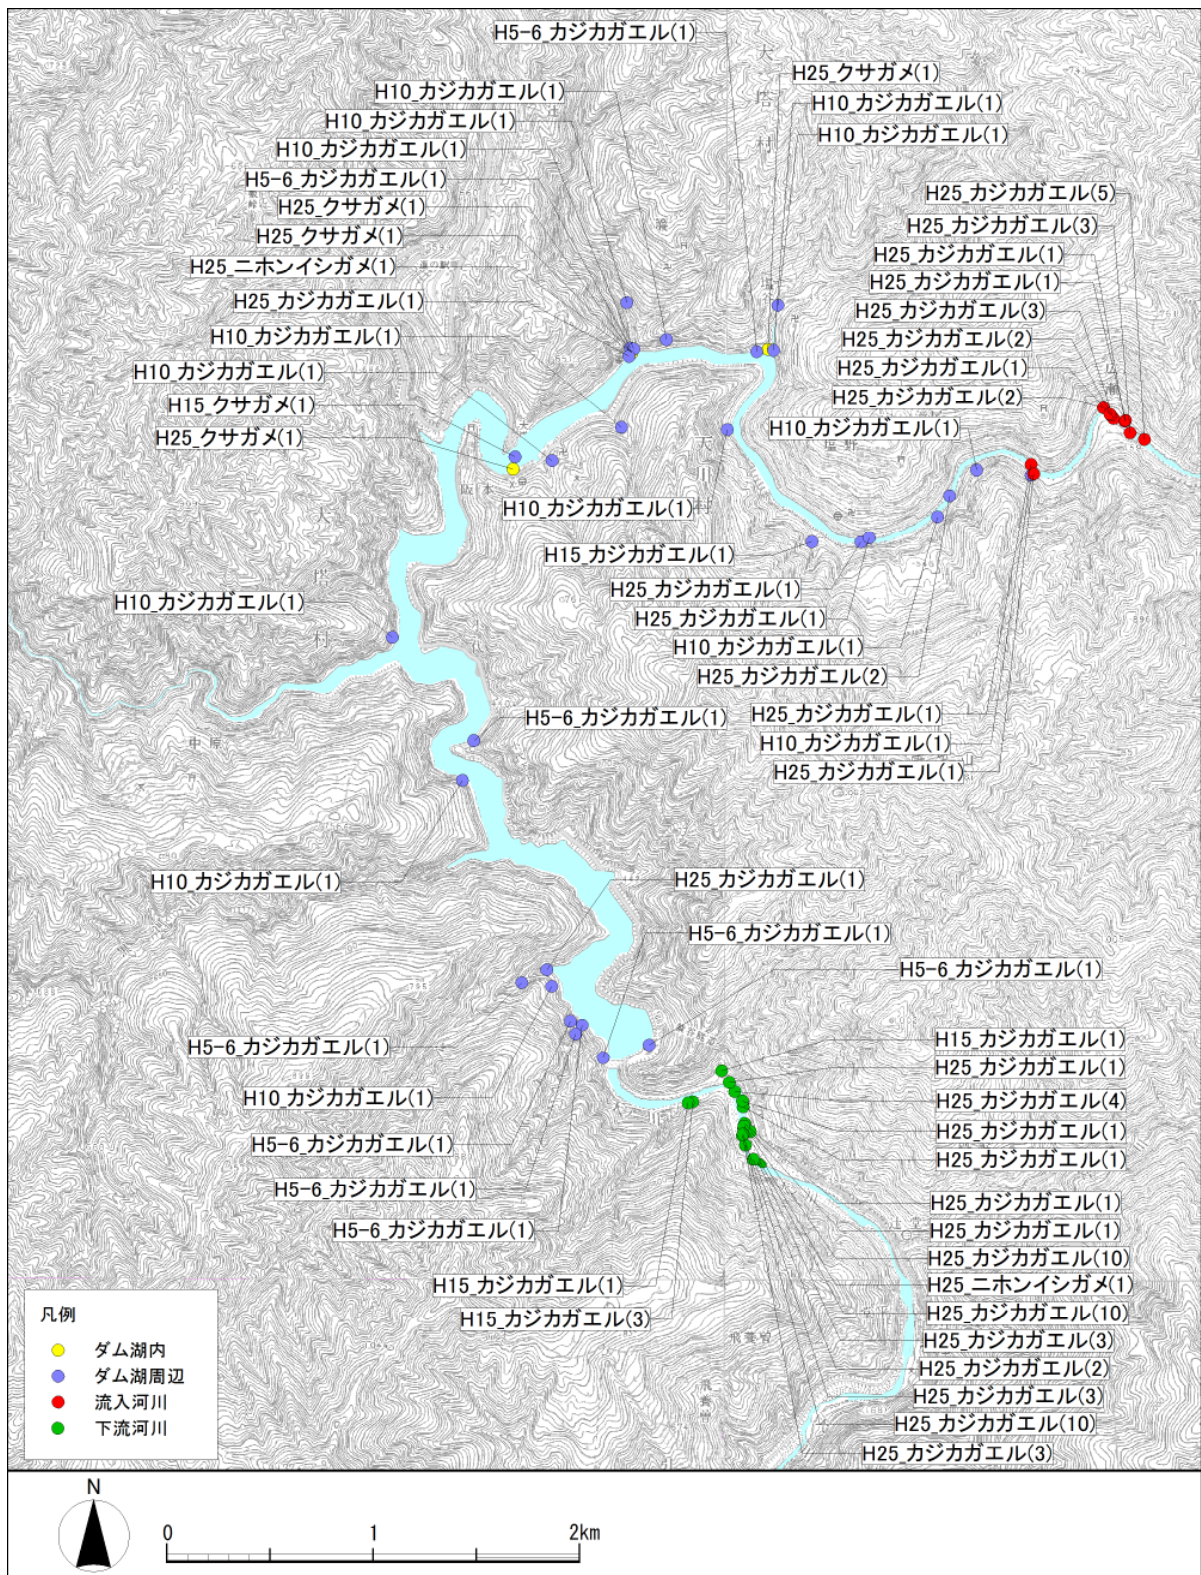 H5-6_カジカガエル(1)
H25_クサガメ(1)
H10_カジカガエル(1)
H10_カジカガエル(1)
H10_カジカガエル(1)
H10_カジカガエル(1)
H10_カジカガエル(1)
H5-6_カジカガエル(1)
H25_クサガメ(1)
H25_クサガメ(1)
H25_ニホンイシガメ(1)
H25_カジカガエル(1)
H10_カジカガエル(1)
H10_カジカガエル(1)
H15_クサガメ(1)
H25_クサガメ(1)
H25_カジカガエル(5)
H25_カジカガエル(3)
H25_カジカガエル(1)
H25_カジカガエル(1)
H25_カジカガエル(3)
H25_カジカガエル(2)
H25_カジカガエル(1)
H25_カジカガエル(2)
H10_カジカガエル(1)
大塔村
塩野
阪本
H10_カジカガエル(1)
H15_カジカガエル(1)
H25_カジカガエル(1)
H25_カジカガエル(1)
H10_カジカガエル(1)
H25_カジカガエル(2)
H25_カジカガエル(1)
H10_カジカガエル(1)
H25_カジカガエル(1)
H10_カジカガエル(1)
大塔村
中原
H5-6_カジカガエル(1)
H10_カジカガエル(1)
H25_カジカガエル(1)
H5-6_カジカガエル(1)
H5-6_カジカガエル(1)
H5-6_カジカガエル(1)
H10_カジカガエル(1)
H5-6_カジカガエル(1)
H5-6_カジカガエル(1)
H5-6_カジカガエル(1)
H15_カジカガエル(1)
H15_カジカガエル(3)
H15_カジカガエル(1)
H25_カジカガエル(1)
H25_カジカガエル(4)
H25_カジカガエル(1)
H25_カジカガエル(1)
H25_カジカガエル(1)
H25_カジカガエル(1)
H25_カジカガエル(10)
H25_ニホンイシガメ(1)
H25_カジカガエル(10)
H25_カジカガエル(3)
H25_カジカガエル(2)
H25_カジカガエル(3)
H25_カジカガエル(10)
H25_カジカガエル(3)
凡例
ダム湖内
ダム湖周辺
流入河川
下流河川
N
0 1 2km